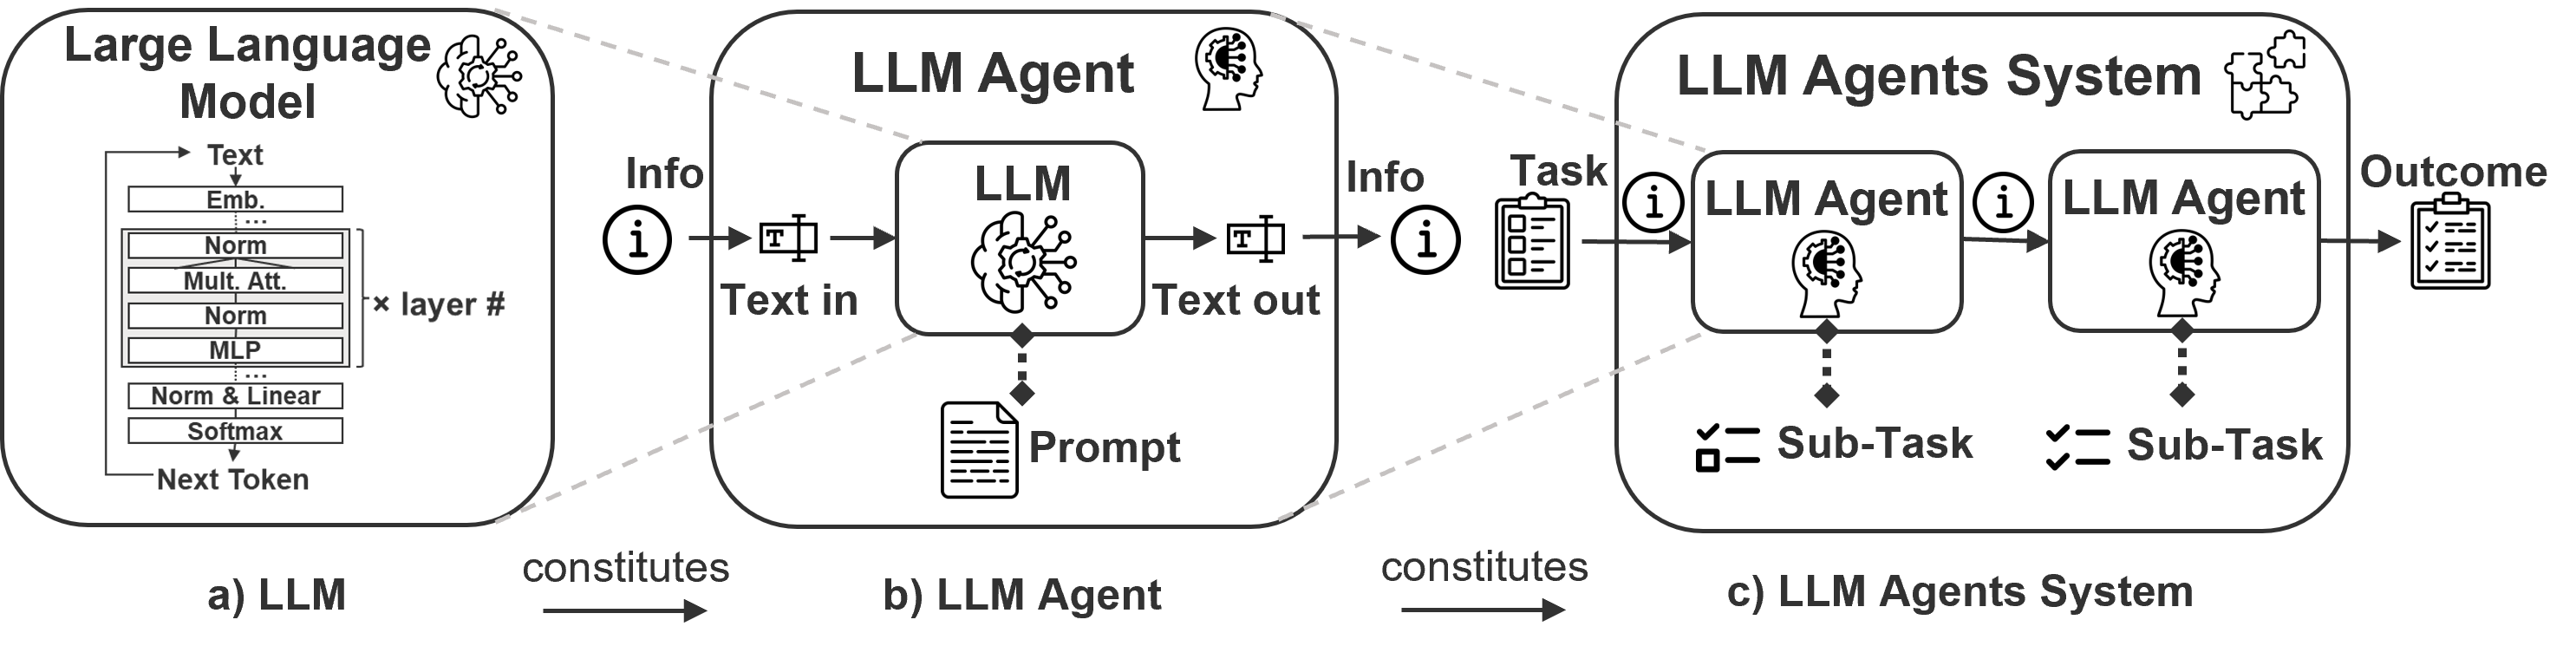 Large Language
Model
Text
Emb.
...
Norm
Mult. Att.
Norm
MLP
× layer #
...
Norm & Linear
Softmax
Next Token
a) LLM
constitutes
LLM Agent
Info
i
T
Text in
LLM
T
Text out
Prompt
Info
i
b) LLM Agent
constitutes
LLM Agents System
Task
i
LLM Agent
Sub-Task
i
LLM Agent
Sub-Task
Outcome
c) LLM Agents System